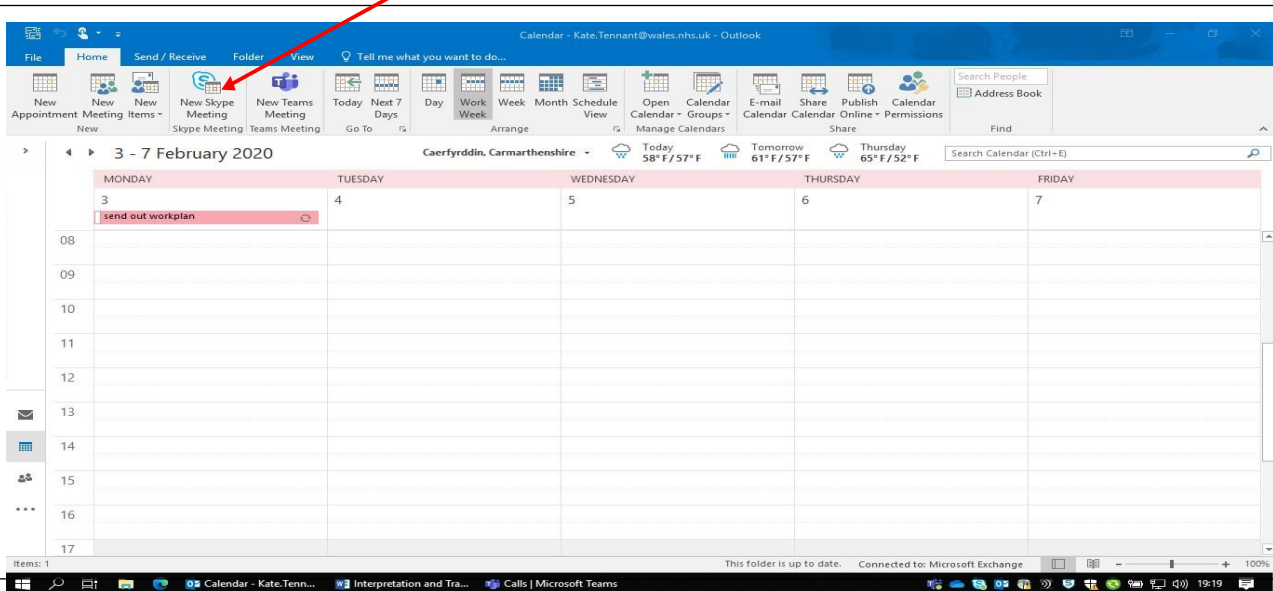 Calendar - Kate.Tennant@wales.nhs.uk - Outlook
File Home Send / Receive Folder View Tell me what you want to do...
New Appointment
New Meeting
New Items
New Skype Meeting
New Teams Meeting
Today
Next 7 Days
Day
Work Week
Week
Month
Schedule View
Open Calendar
Calendar Groups
E-mail Calendar
Share Calendar
Publish Online
Calendar Permissions
Search People
Address Book
New Skype Meeting Teams Meeting Go To Arrange Manage Calendars Share Find
3 - 7 February 2020
Caerfyrddin, Carmarthenshire
Today
58° F / 57° F
Tomorrow
61° F / 57° F
Thursday
65° F / 52° F
Search Calendar (Ctrl+E)
MONDAY TUESDAY WEDNESDAY THURSDAY FRIDAY
3 4 5 6 7
send out workplan
08
09
10
11
12
13
14
15
16
17
Items: 1 This folder is up to date. Connected to: Microsoft Exchange 100%
Calendar - Kate.Tenn... Interpretation and Tra... Calls | Microsoft Teams 19:19